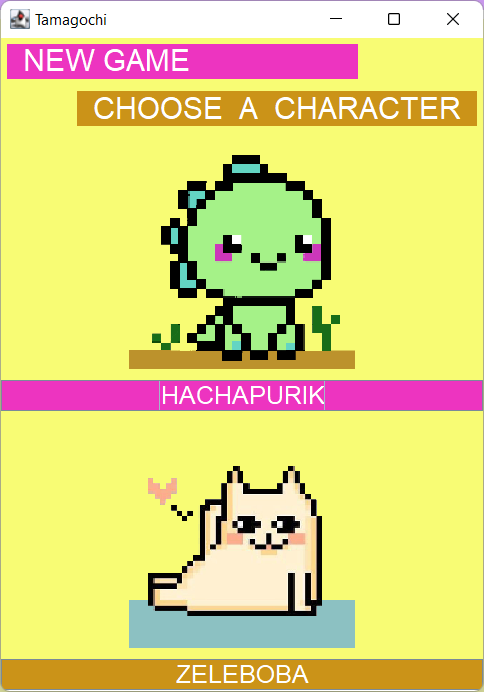 Tamagochi
NEW GAME
CHOOSE A CHARACTER
HACHAPURIK
ZELEBOBA